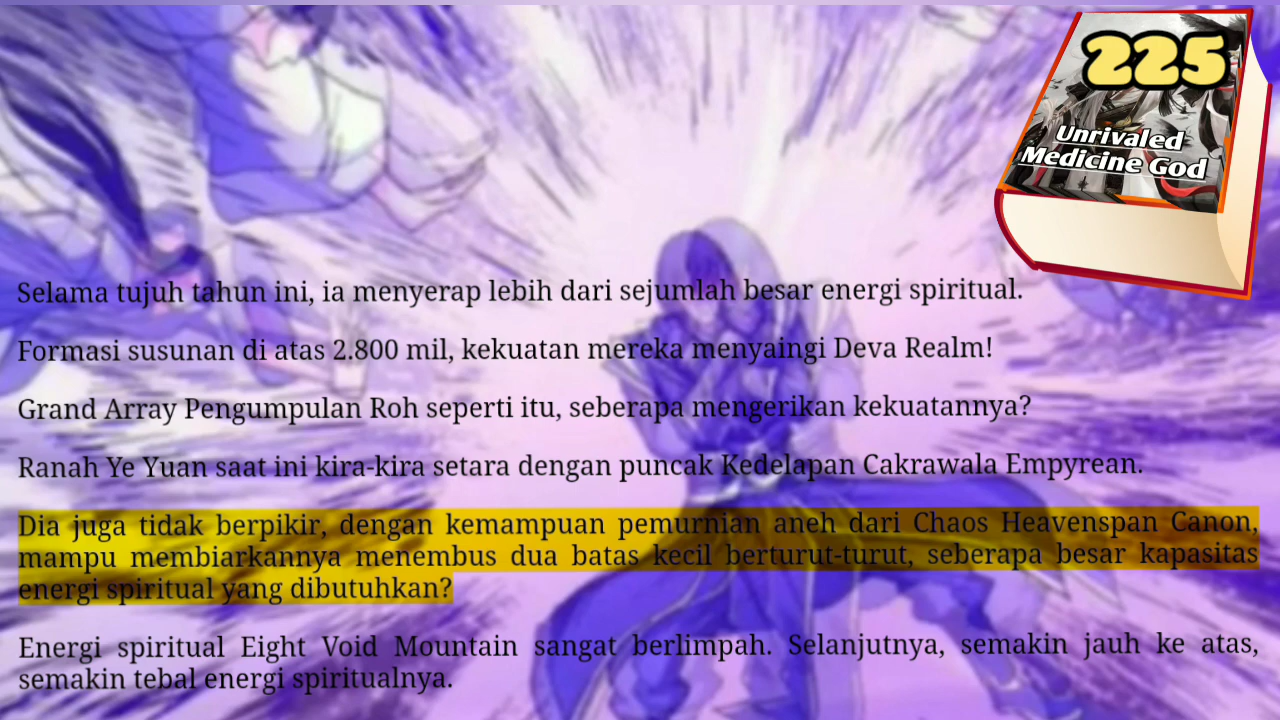 225
Unrivaled
Medicine God
Selama tujuh tahun ini, ia menyerap lebih dari sejumlah besar energi spiritual.
Formasi susunan di atas 2.800 mil, kekuatan mereka menyaingi Deva Realm!
Grand Array Pengumpulan Roh seperti itu, seberapa mengerikan kekuatannya?
Ranah Ye Yuan saat ini kira-kira setara dengan puncak Kedelapan Cakrawala Empyrean.
Dia juga tidak berpikir, dengan kemampuan pemurnian aneh dari Chaos Heavenspan Canon,
mampu membiarkannya menembus dua batas kecil berturut-turut, seberapa besar kapasitas
energi spiritual yang dibutuhkan?
Energi spiritual Eight Void Mountain sangat berlimpah. Selanjutnya, semakin jauh ke atas,
semakin tebal energi spiritualnya.